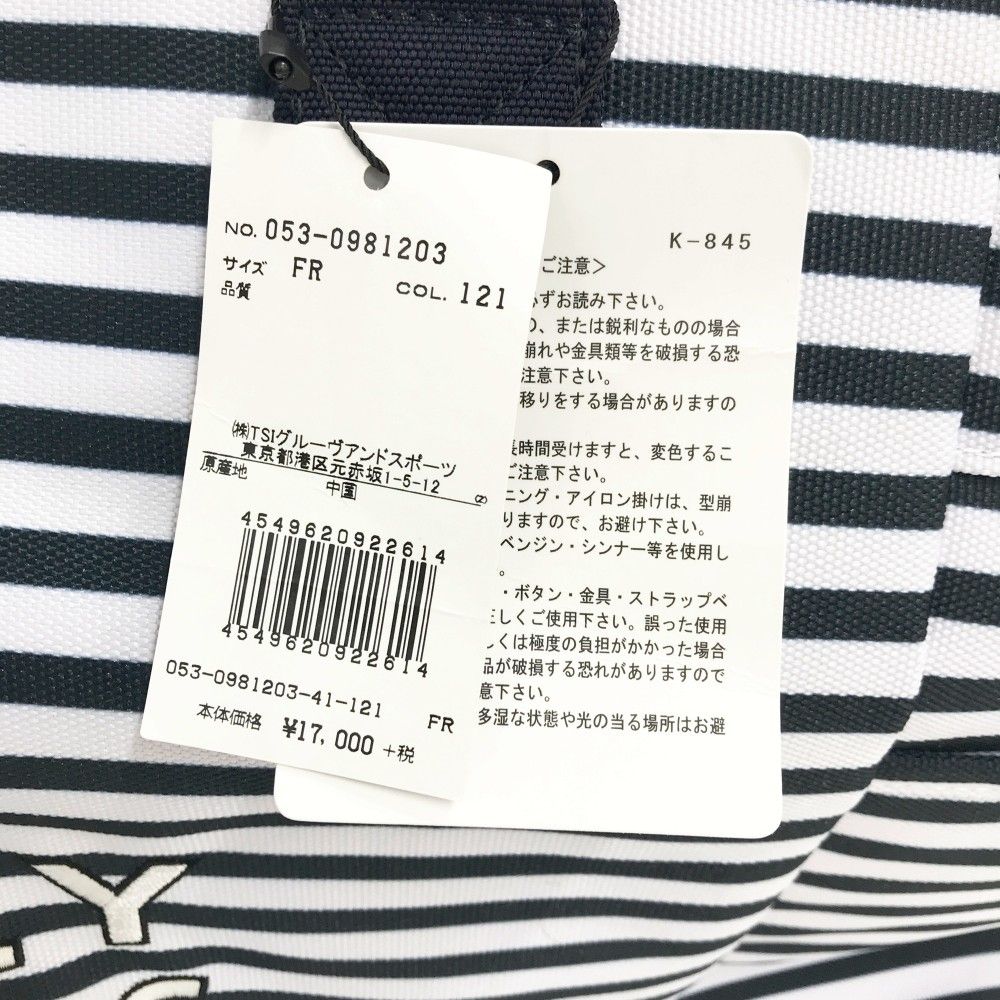 NO. 053-0981203
サイズ FR COL. 121
品質
㈱TSIグルーヴアンドスポーツ
東京都港区元赤坂1-5-12
原産地 中国
4549620922614
4549620922614
053-0981203-41-121 FR
本体価格 ¥17,000 +税
K-845
ご注意>
ずお読み下さい。
、または鋭利なものの場合
崩れや金具類等を破損する恐
注意下さい。
移りをする場合がありますの
長時間受けますと、変色するこ
ご注意下さい。
ニング・アイロン掛けは、型崩
りますので、お避け下さい。
ベンジン・シンナー等を使用し
。
・ボタン・金具・ストラップベ
しくご使用下さい。誤った使用
くは極度の負担がかかった場合
品が破損する恐れがありますので
意下さい。
多湿な状態や光の当る場所はお避
Y